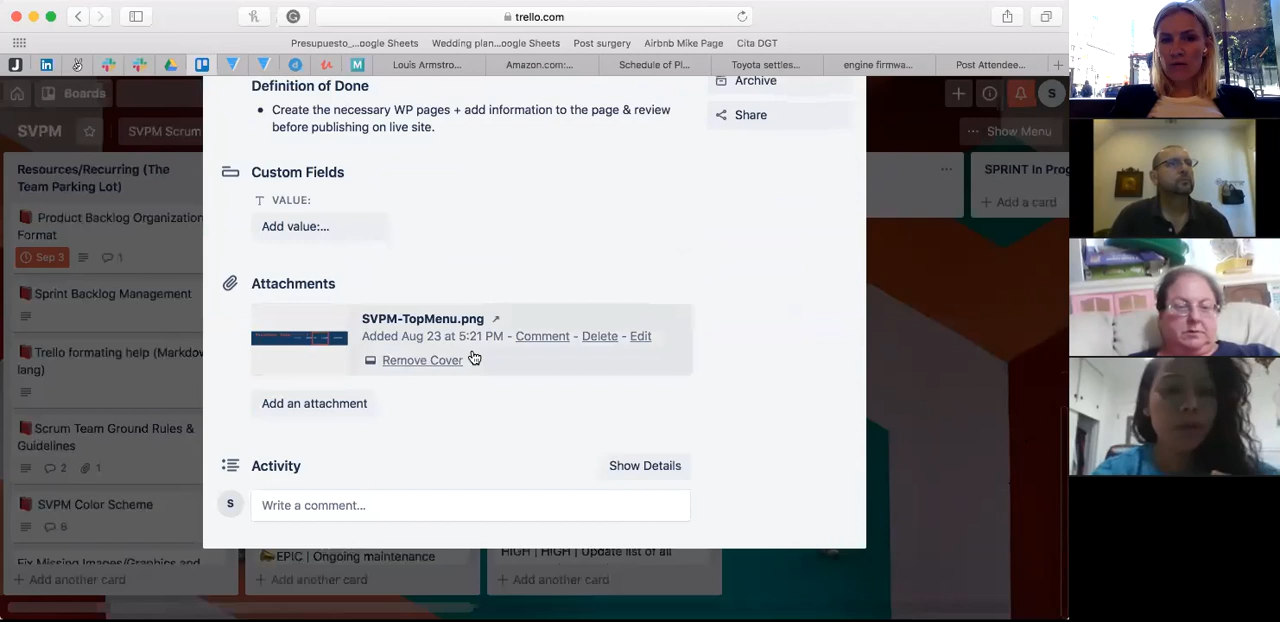 trello.com
Presupuesto_...oogle Sheets
Wedding plan...oogle Sheets
Post surgery
Airbnb Mike Page
Cita DGT
Louis Armstro...
Amazon.com:...
Schedule of Pl...
Toyota settles...
engine firmwa...
Post Attendee...
Boards
S
SVPM
SVPM Scrum
Show Menu
Resources/Recurring (The
Team Parking Lot)
Product Backlog Organization
Format
Sep 3
1
Sprint Backlog Management
Trello formating help (Markdow
lang)
Scrum Team Ground Rules &
Guidelines
2
1
SVPM Color Scheme
6
Fix Missing Images/Graphics and
Add another card
Definition of Done
Create the necessary WP pages + add information to the page & review
before publishing on live site.
Custom Fields
T VALUE:
Add value:...
Attachments
SVPM-TopMenu.png
Added Aug 23 at 5:21 PM - Comment - Delete - Edit
Remove Cover
Add an attachment
Activity
Show Details
S
Write a comment...
Archive
Share
EPIC | Ongoing maintenance
Add another card
HIGH | HIGH | Update list of all
Add another card
SPRINT In Prog
Add a card